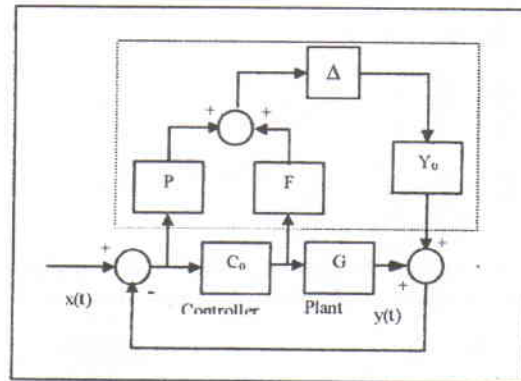 Δ
+ +
P F Y₀
+ +
C₀ G
x(t) - + y(t)
Controller Plant